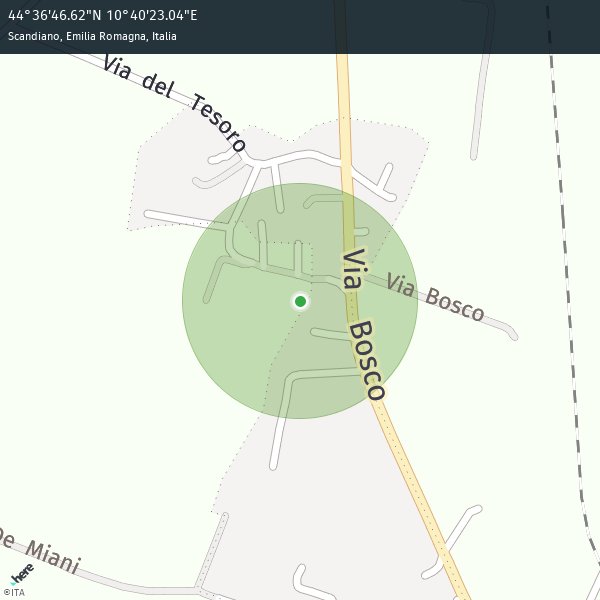 44°36'46.62"N 10°40'23.04"E
Scandiano, Emilia Romagna, Italia
Via del Tesoro
Via Bosco
Via Bosco
De Miani
here
©ITA